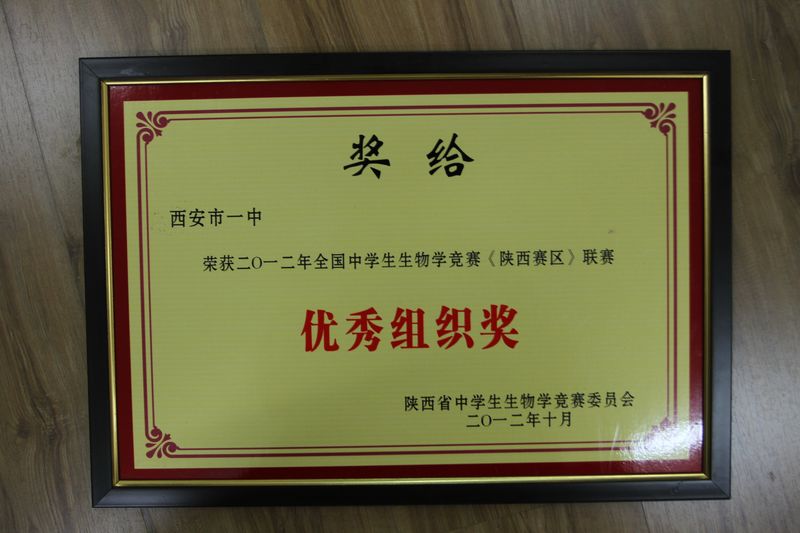 奖 给
西安市一中
荣获二〇一二年全国中学生生物学竞赛《陕西赛区》联赛
优秀组织奖
陕西省中学生生物学竞赛委员会
二〇一二年十月